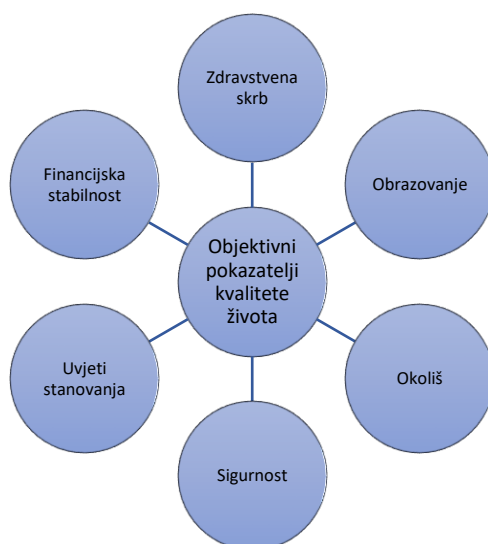 Zdravstvena
skrb
Financijska
stabilnost
Obrazovanje
Objektivni
pokazatelji
kvalitete
života
Uvjeti
stanovanja
Okoliš
Sigurnost